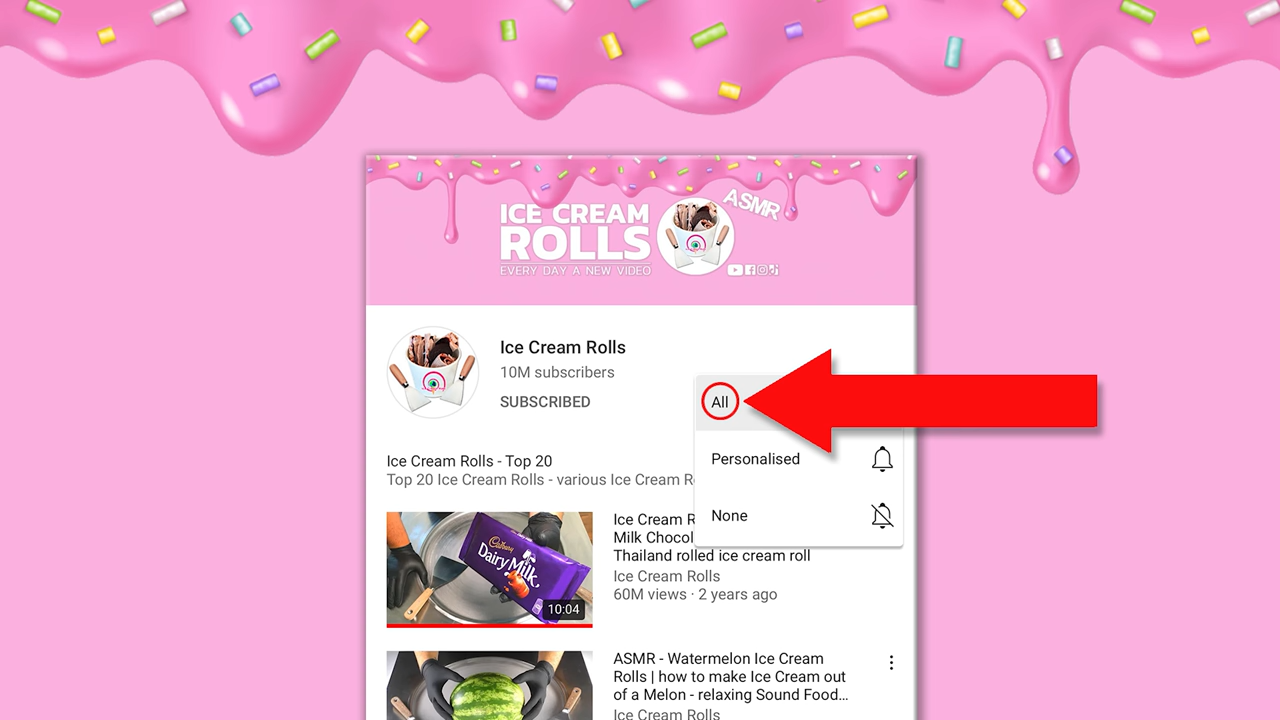 ICE CREAM
ROLLS
ASMR
EVERY DAY A NEW VIDEO
Ice Cream Rolls
10M subscribers
SUBSCRIBED
All
Personalised
None
Ice Cream Rolls - Top 20
Top 20 Ice Cream Rolls - various Ice Cream R
Ice Cream R
Milk Chocol
Thailand rolled ice cream roll
Ice Cream Rolls
60M views · 2 years ago
Cadbury
Dairy Milk
10:04
ASMR - Watermelon Ice Cream
Rolls | how to make Ice Cream out
of a Melon - relaxing Sound Food...
Ice Cream Rolls